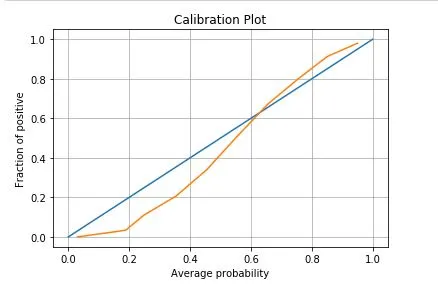 Calibration Plot
Fraction of positive
1.0
0.8
0.6
0.4
0.2
0.0
0.0 0.2 0.4 0.6 0.8 1.0
Average probability